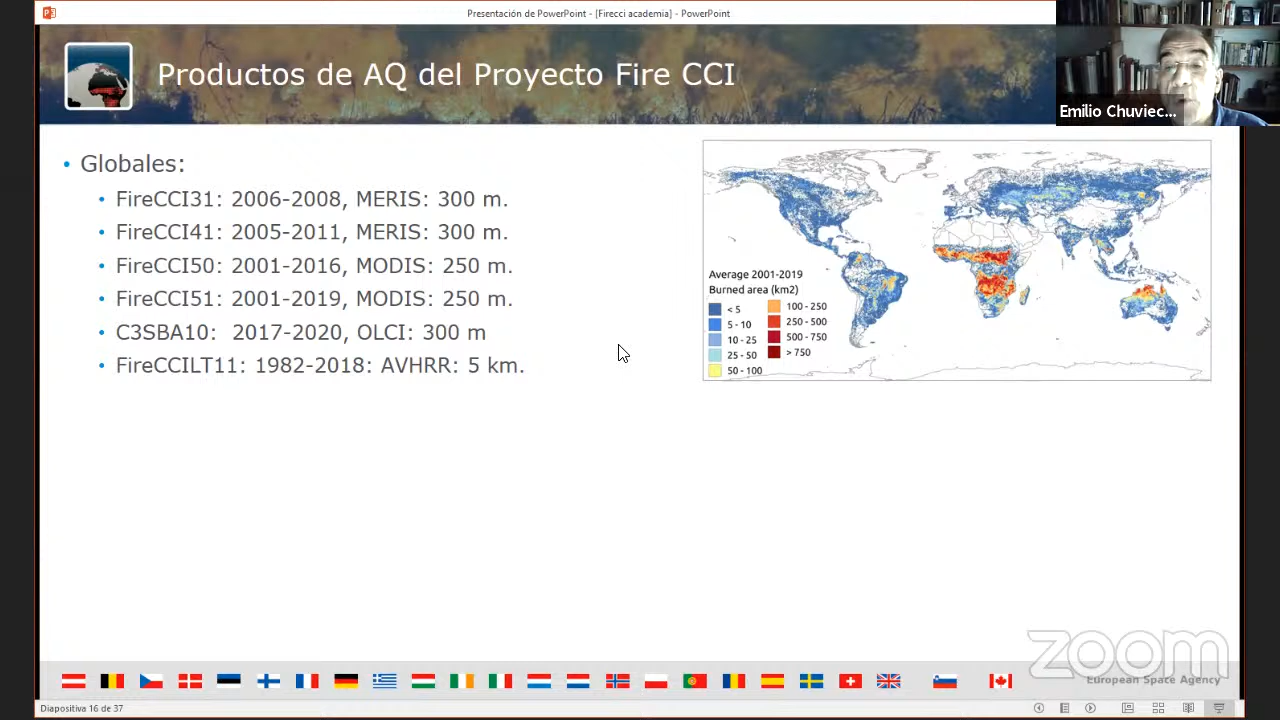 Presentación de PowerPoint - [Firecci academia] - PowerPoint
Productos de AQ del Proyecto Fire CCI
Emilio Chuviec...
Globales:
FireCCI31: 2006-2008, MERIS: 300 m.
FireCCI41: 2005-2011, MERIS: 300 m.
FireCCI50: 2001-2016, MODIS: 250 m.
FireCCI51: 2001-2019, MODIS: 250 m.
C3SBA10: 2017-2020, OLCI: 300 m
FireCCILT11: 1982-2018: AVHRR: 5 km.
Average 2001-2019
Burned area (km2)
< 5
5 - 10
10 - 25
25 - 50
50 - 100
100 - 250
250 - 500
500 - 750
> 750
zoom
European Space Agency
Diapositiva 16 de 37